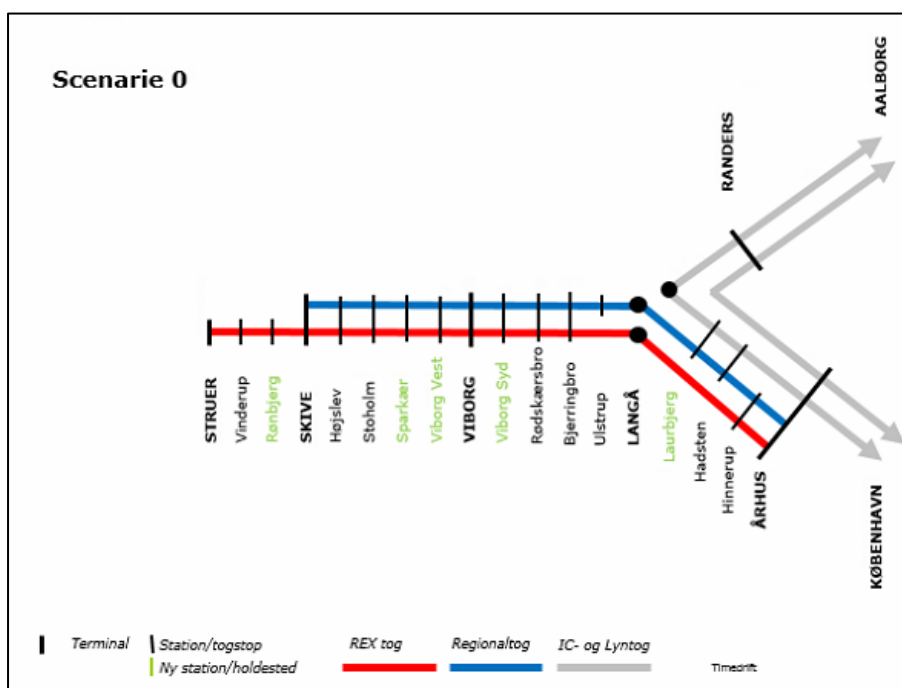 Scenarie 0
AALBORG
RANDERS
STRUER
Vinderup
Rønbjerg
SKIVE
Højslev
Stoholm
Sparkær
Viborg Vest
VIBORG
Viborg Syd
Rødskærsbro
Bjerringbro
Ulstrup
LANGÅ
Laurbjerg
Hadsten
Hinnerup
ÅRHUS
KØBENHAVN
Terminal
Station/togstop
REX tog
Regionaltog
IC- og Lyntog
Ny station/holdested
Timedrift